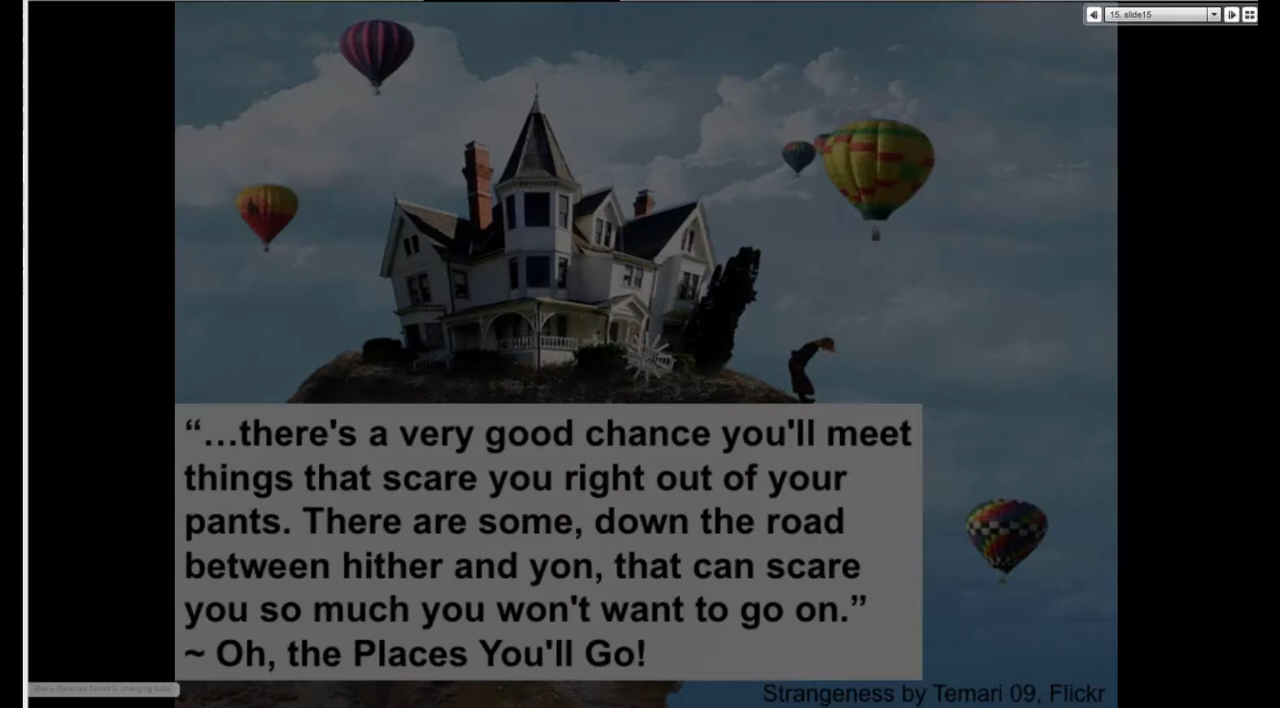 15. slide15
“…there's a very good chance you'll meet
things that scare you right out of your
pants. There are some, down the road
between hither and yon, that can scare
you so much you won't want to go on.”
~ Oh, the Places You'll Go!
Strangeness by Temari 09, Flickr